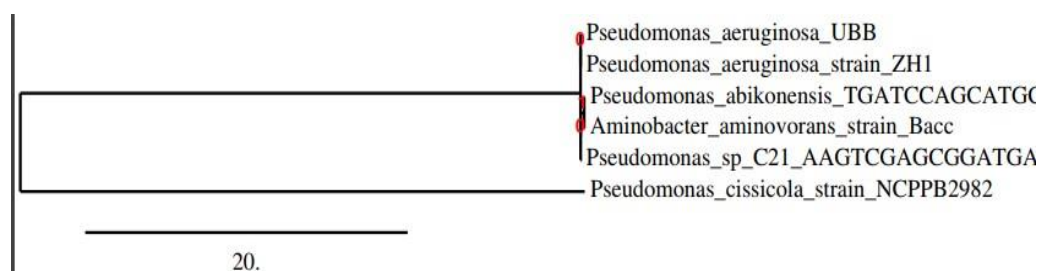 Pseudomonas_aeruginosa_UBB
Pseudomonas_aeruginosa_strain_ZH1
Pseudomonas_abikonensis_TGATCCAGCATGC
Aminobacter_aminovorans_strain_Bacc
Pseudomonas_sp_C21_AAGTCGAGCGGATGA
Pseudomonas_cissicola_strain_NCPPB2982
20.